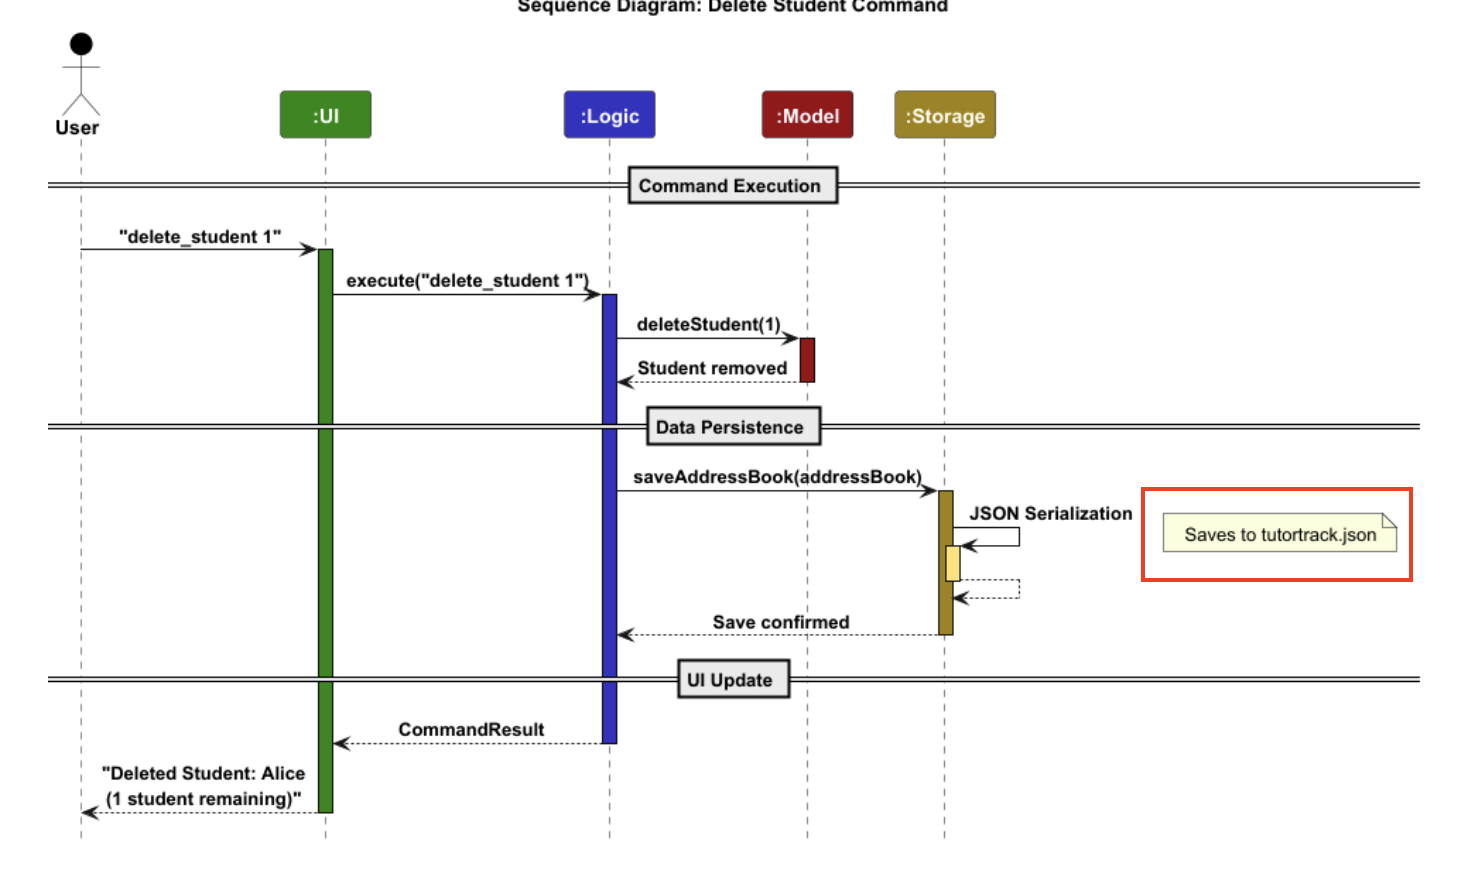 Sequence Diagram: Delete Student Command
User
:UI
:Logic
:Model
:Storage
Command Execution
"delete_student 1"
execute("delete_student 1")
deleteStudent(1)
Student removed
Data Persistence
saveAddressBook(addressBook)
JSON Serialization
Saves to tutortrack.json
Save confirmed
UI Update
CommandResult
"Deleted Student: Alice
(1 student remaining)"